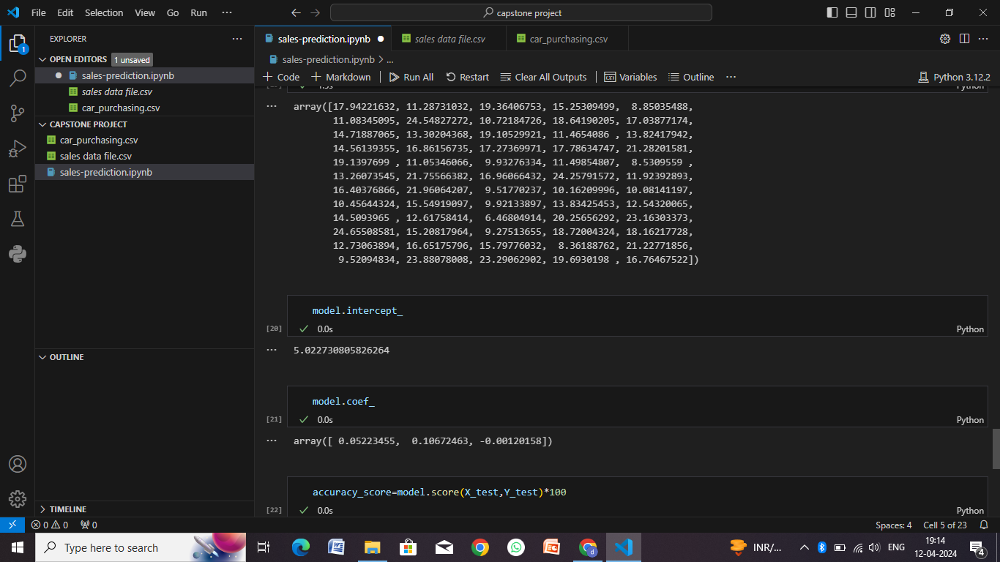 File Edit Selection View Go Run ···
capstone project
EXPLORER
OPEN EDITORS 1 unsaved
sales-prediction.ipynb
sales data file.csv
car_purchasing.csv
CAPSTONE PROJECT
car_purchasing.csv
sales data file.csv
sales-prediction.ipynb
OUTLINE
TIMELINE
sales-prediction.ipynb sales data file.csv car_purchasing.csv
sales-prediction.ipynb > ...
+ Code + Markdown Run All Restart Clear All Outputs Variables Outline ··· Python 3.12.2
array([17.94221632, 11.28731032, 19.36406753, 15.25309499,  8.85035488,
11.08345095, 24.54827272, 10.72184726, 18.64190205, 17.03877174,
14.71887065, 13.30204368, 19.10529921, 11.4654086 , 13.82417942,
14.56139355, 16.86156735, 17.27369971, 17.78634747, 21.28201581,
19.1397699 , 11.05346066,  9.93276334, 11.49854807,  8.5309559 ,
13.26073545, 21.75566382, 16.96066432, 24.25791572, 11.92392893,
16.40376866, 21.96064207,  9.51770237, 10.16209996, 10.08141197,
10.45644324, 15.54919097,  9.92133897, 13.83425453, 12.54320065,
14.5093965 , 12.61758414,  6.46804914, 20.25656292, 23.16303373,
24.65508581, 15.20817964,  9.27513655, 18.72004324, 18.16217728,
12.73063894, 16.65175796, 15.79776032,  8.36188762, 21.22771856,
9.52094834, 23.88078008, 23.29062902, 19.6930198 , 16.76467522])
model.intercept_
[20] 0.0s Python
5.022730805826264
model.coef_
[21] 0.0s Python
array([ 0.05223455,  0.10672463, -0.00120158])
accuracy_score=model.score(X_test,Y_test)*100
[22] 0.0s Python
0 0 0 Spaces: 4 Cell 5 of 23
Type here to search
INR/... ENG 19:14
12-04-2024
4